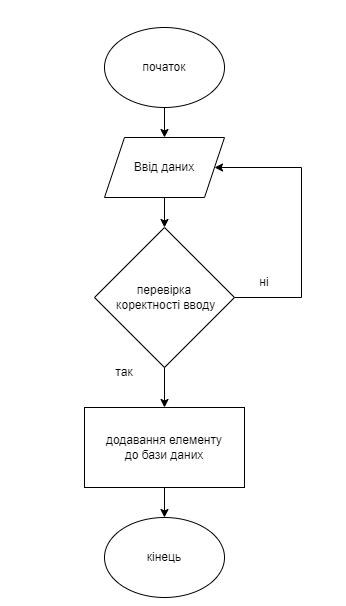 початок
Ввід даних
перевірка
коректності вводу
ні
так
додавання елементу
до бази даних
кінець